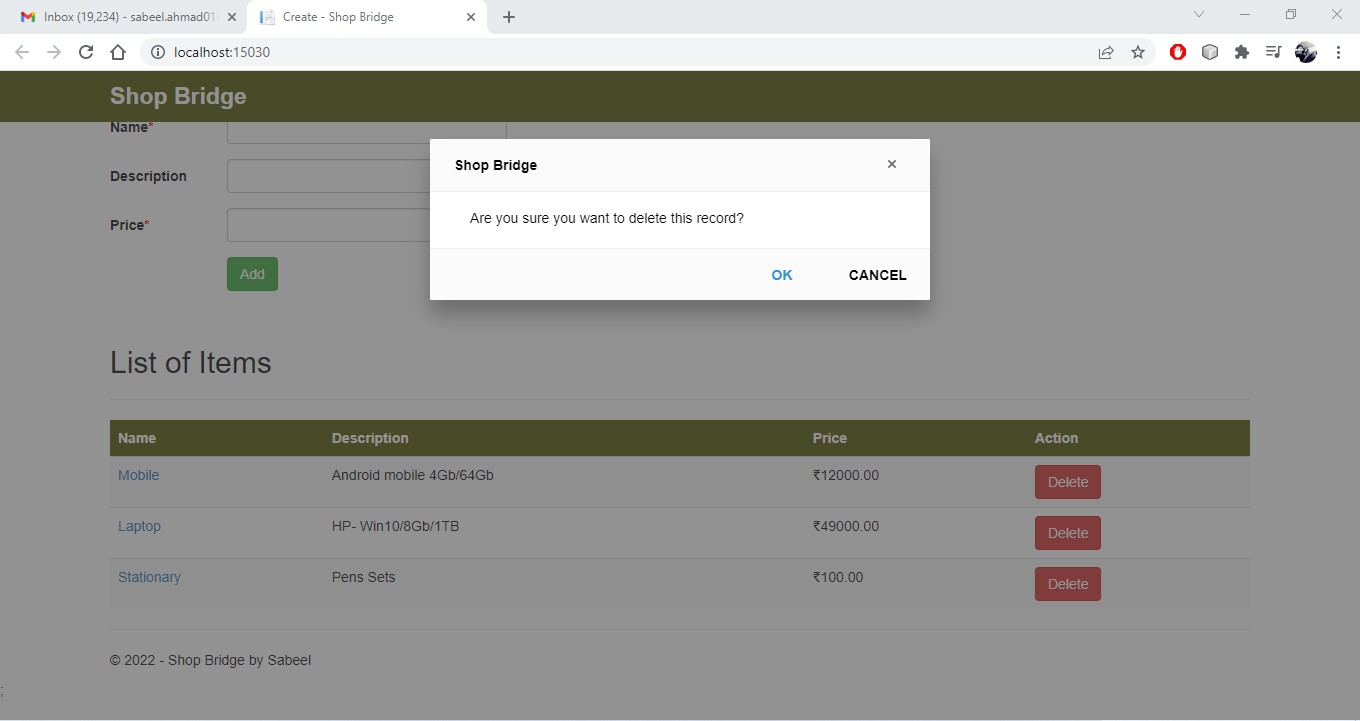 Inbox (19,234) - sabeel.ahmad01
Create - Shop Bridge
localhost:15030
Shop Bridge
Name*
Description
Price*
Add
Shop Bridge
×
Are you sure you want to delete this record?
OK CANCEL
List of Items
Name Description Price Action
Mobile Android mobile 4Gb/64Gb ₹12000.00 Delete
Laptop HP- Win10/8Gb/1TB ₹49000.00 Delete
Stationary Pens Sets ₹100.00 Delete
© 2022 - Shop Bridge by Sabeel
;